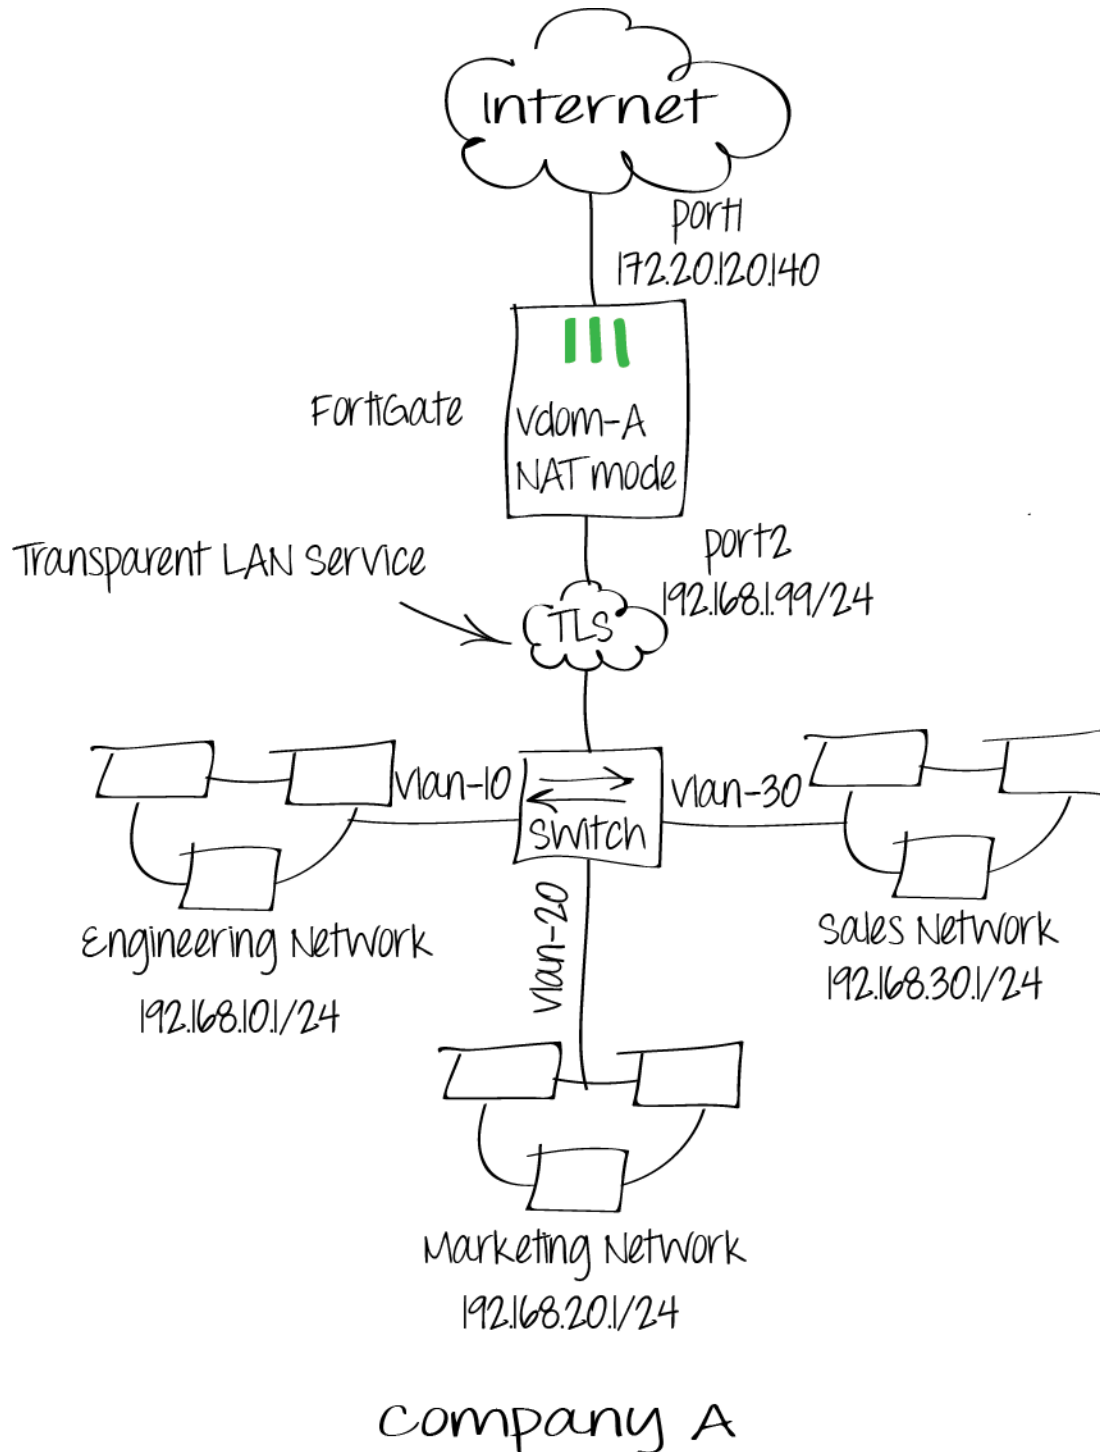 Internet
port1
172.20.120.140
FortiGate
vdom-A
NAT mode
Transparent LAN Service
port2
192.168.1.99/24
TLS
vlan-10
vlan-30
switch
vlan-20
Engineering Network
192.168.10.1/24
Sales Network
192.168.30.1/24
Marketing Network
192.168.20.1/24
Company A